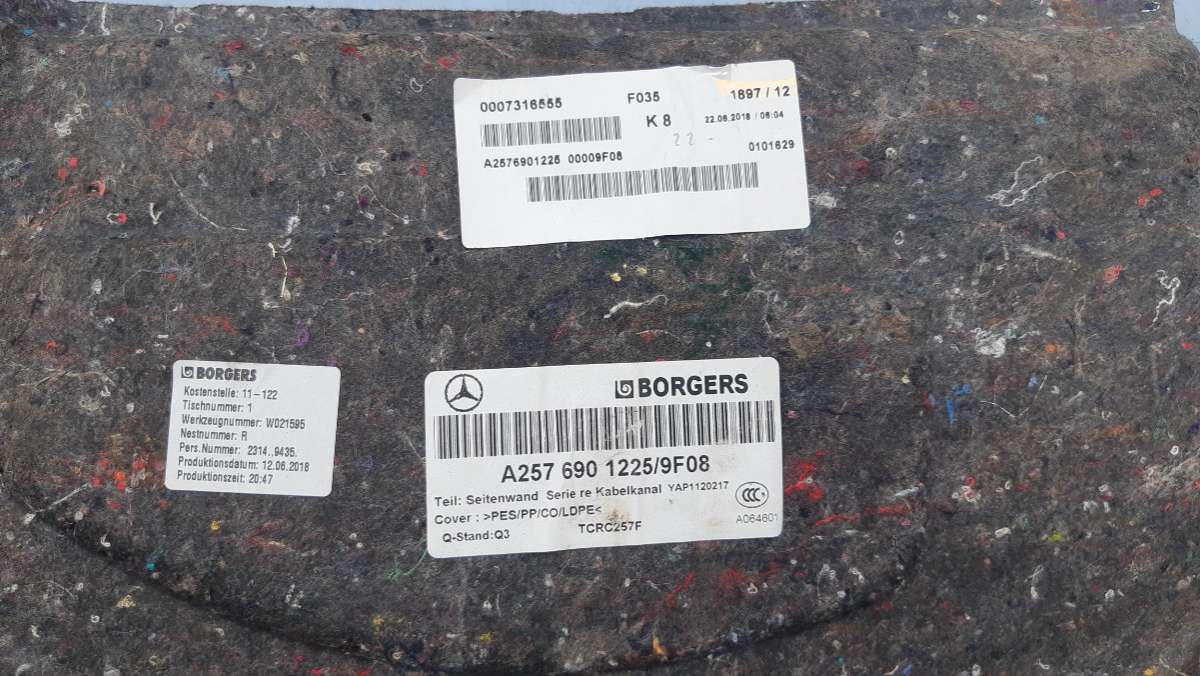 0007316555 F035 1897 / 12
K 8 22.06.2018 / 06:04
22 -
A2576901225 00009F08 0101629
BORGERS
Kostenstelle: 11-122
Tischnummer: 1
Werkzeugnummer: W021595
Nestnummer: R
Pers.Nummer: 2314..9435.
Produktionsdatum: 12.06.2018
Produktionszeit: 20:47
BORGERS
A257 690 1225/9F08
Teil: Seitenwand Serie re Kabelkanal YAP1120217
Cover : >PES/PP/CO/LDPE<
Q-Stand:Q3 TCRC257F
CCC
A064601